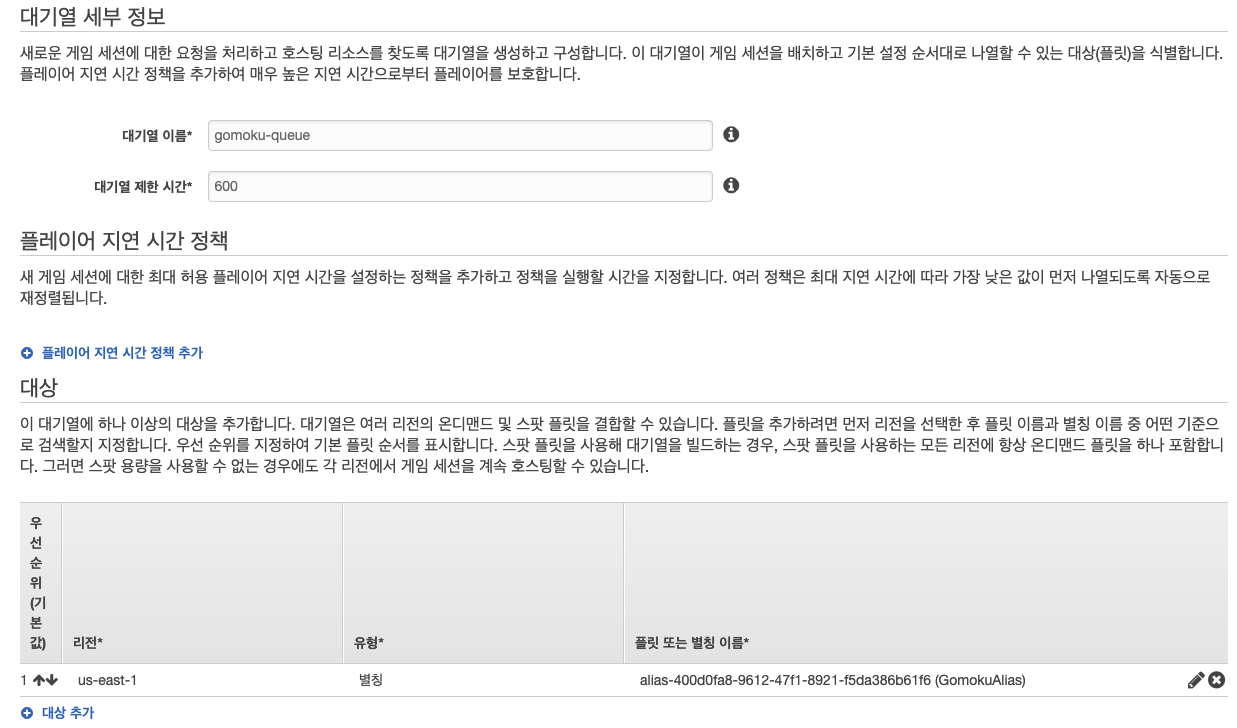 대기열 세부 정보
새로운 게임 세션에 대한 요청을 처리하고 호스팅 리소스를 찾도록 대기열을 생성하고 구성합니다. 이 대기열이 게임 세션을 배치하고 기본 설정 순서대로 나열할 수 있는 대상(플릿)을 식별합니다.
플레이어 지연 시간 정책을 추가하여 매우 높은 지연 시간으로부터 플레이어를 보호합니다.
대기열 이름* gomoku-queue
대기열 제한 시간* 600
플레이어 지연 시간 정책
새 게임 세션에 대한 최대 허용 플레이어 지연 시간을 설정하는 정책을 추가하고 정책을 실행할 시간을 지정합니다. 여러 정책은 최대 지연 시간에 따라 가장 낮은 값이 먼저 나열되도록 자동으로
재정렬됩니다.
플레이어 지연 시간 정책 추가
대상
이 대기열에 하나 이상의 대상을 추가합니다. 대기열은 여러 리전의 온디맨드 및 스팟 플릿을 결합할 수 있습니다. 플릿을 추가하려면 먼저 리전을 선택한 후 플릿 이름과 별칭 이름 중 어떤 기준으
로 검색할지 지정합니다. 우선 순위를 지정하여 기본 플릿 순서를 표시합니다. 스팟 플릿을 사용해 대기열을 빌드하는 경우, 스팟 플릿을 사용하는 모든 리전에 항상 온디맨드 플릿을 하나 포함합니
다. 그러면 스팟 용량을 사용할 수 없는 경우에도 각 리전에서 게임 세션을 계속 호스팅할 수 있습니다.
우
선
순
위
(기
본
값) 리전* 유형* 플릿 또는 별칭 이름*
1 us-east-1 별칭 alias-400d0fa8-9612-47f1-8921-f5da386b61f6 (GomokuAlias)
대상 추가